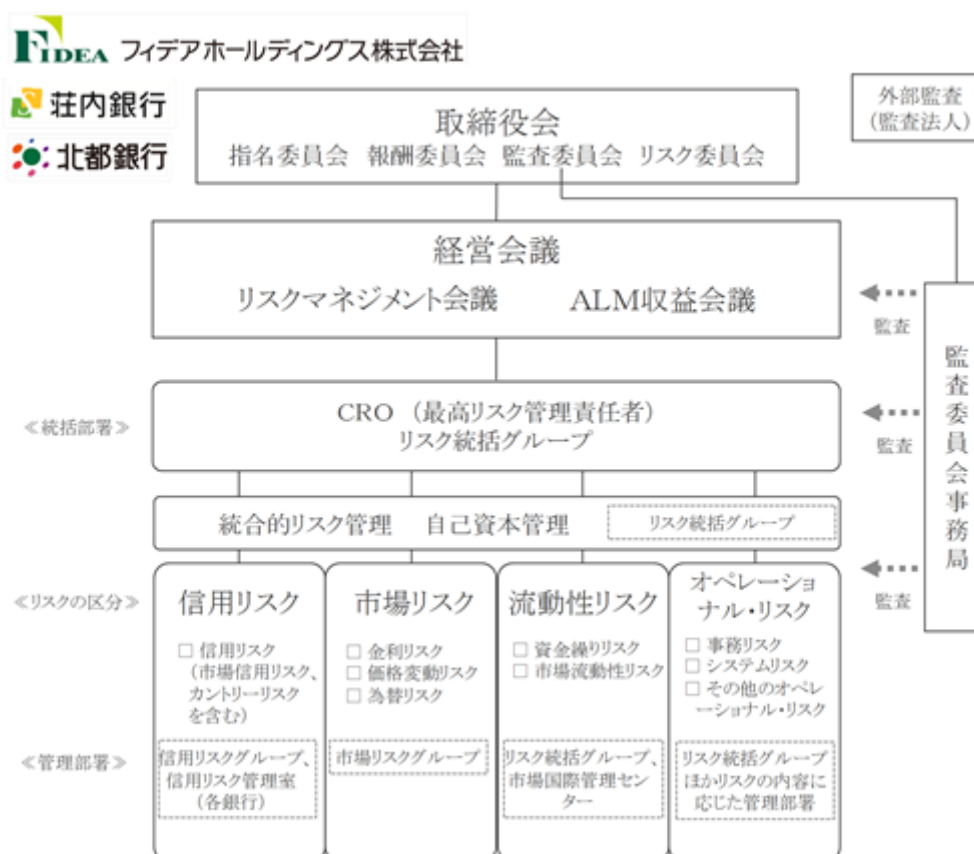 FIDEA フィデアホールディングス株式会社
荘内銀行
北都銀行
外部監査
(監査法人)
取締役会
指名委員会 報酬委員会 監査委員会 リスク委員会
経営会議
リスクマネジメント会議 ALM収益会議
監査
監査委員会事務局
≪統括部署≫
CRO (最高リスク管理責任者)
リスク統括グループ
監査
統合的リスク管理 自己資本管理 リスク統括グループ
≪リスクの区分≫
信用リスク
□ 信用リスク
(市場信用リスク、
カントリーリスク
を含む)
市場リスク
□ 金利リスク
□ 価格変動リスク
□ 為替リスク
流動性リスク
□ 資金繰りリスク
□ 市場流動性リスク
オペレーショ
ナル・リスク
□ 事務リスク
□ システムリスク
□ その他のオペレ
ーショナル・リスク
監査
≪管理部署≫
信用リスクグループ、
信用リスク管理室
(各銀行)
市場リスクグループ
リスク統括グループ、
市場国際管理セン
ター
リスク統括グループ
ほかリスクの内容に
応じた管理部署